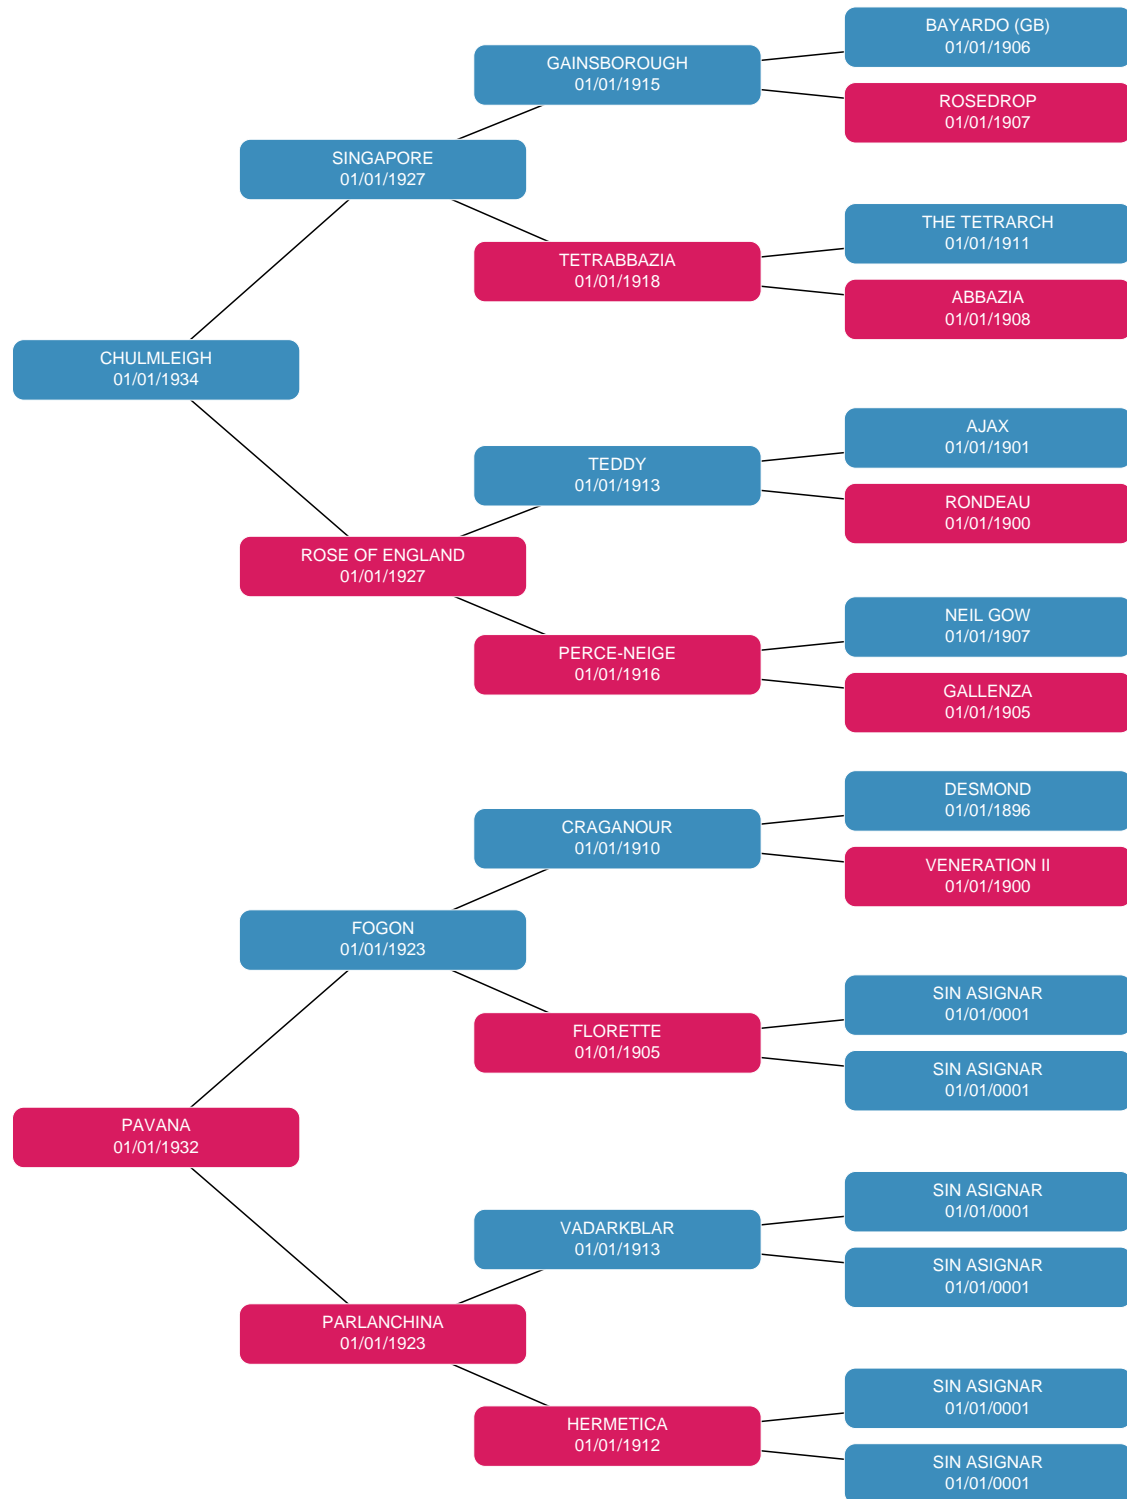 BAYARDO (GB)
01/01/1906
GAINSBOROUGH
01/01/1915
ROSEDROP
01/01/1907
SINGAPORE
01/01/1927
THE TETRARCH
01/01/1911
TETRABBAZIA
01/01/1918
ABBAZIA
01/01/1908
CHULMLEIGH
01/01/1934
AJAX
01/01/1901
TEDDY
01/01/1913
RONDEAU
01/01/1900
ROSE OF ENGLAND
01/01/1927
NEIL GOW
01/01/1907
PERCE-NEIGE
01/01/1916
GALLENZA
01/01/1905
DESMOND
01/01/1896
CRAGANOUR
01/01/1910
VENERATION II
01/01/1900
FOGON
01/01/1923
SIN ASIGNAR
01/01/0001
FLORETTE
01/01/1905
SIN ASIGNAR
01/01/0001
PAVANA
01/01/1932
SIN ASIGNAR
01/01/0001
VADARKBLAR
01/01/1913
SIN ASIGNAR
01/01/0001
PARLANCHINA
01/01/1923
SIN ASIGNAR
01/01/0001
HERMETICA
01/01/1912
SIN ASIGNAR
01/01/0001